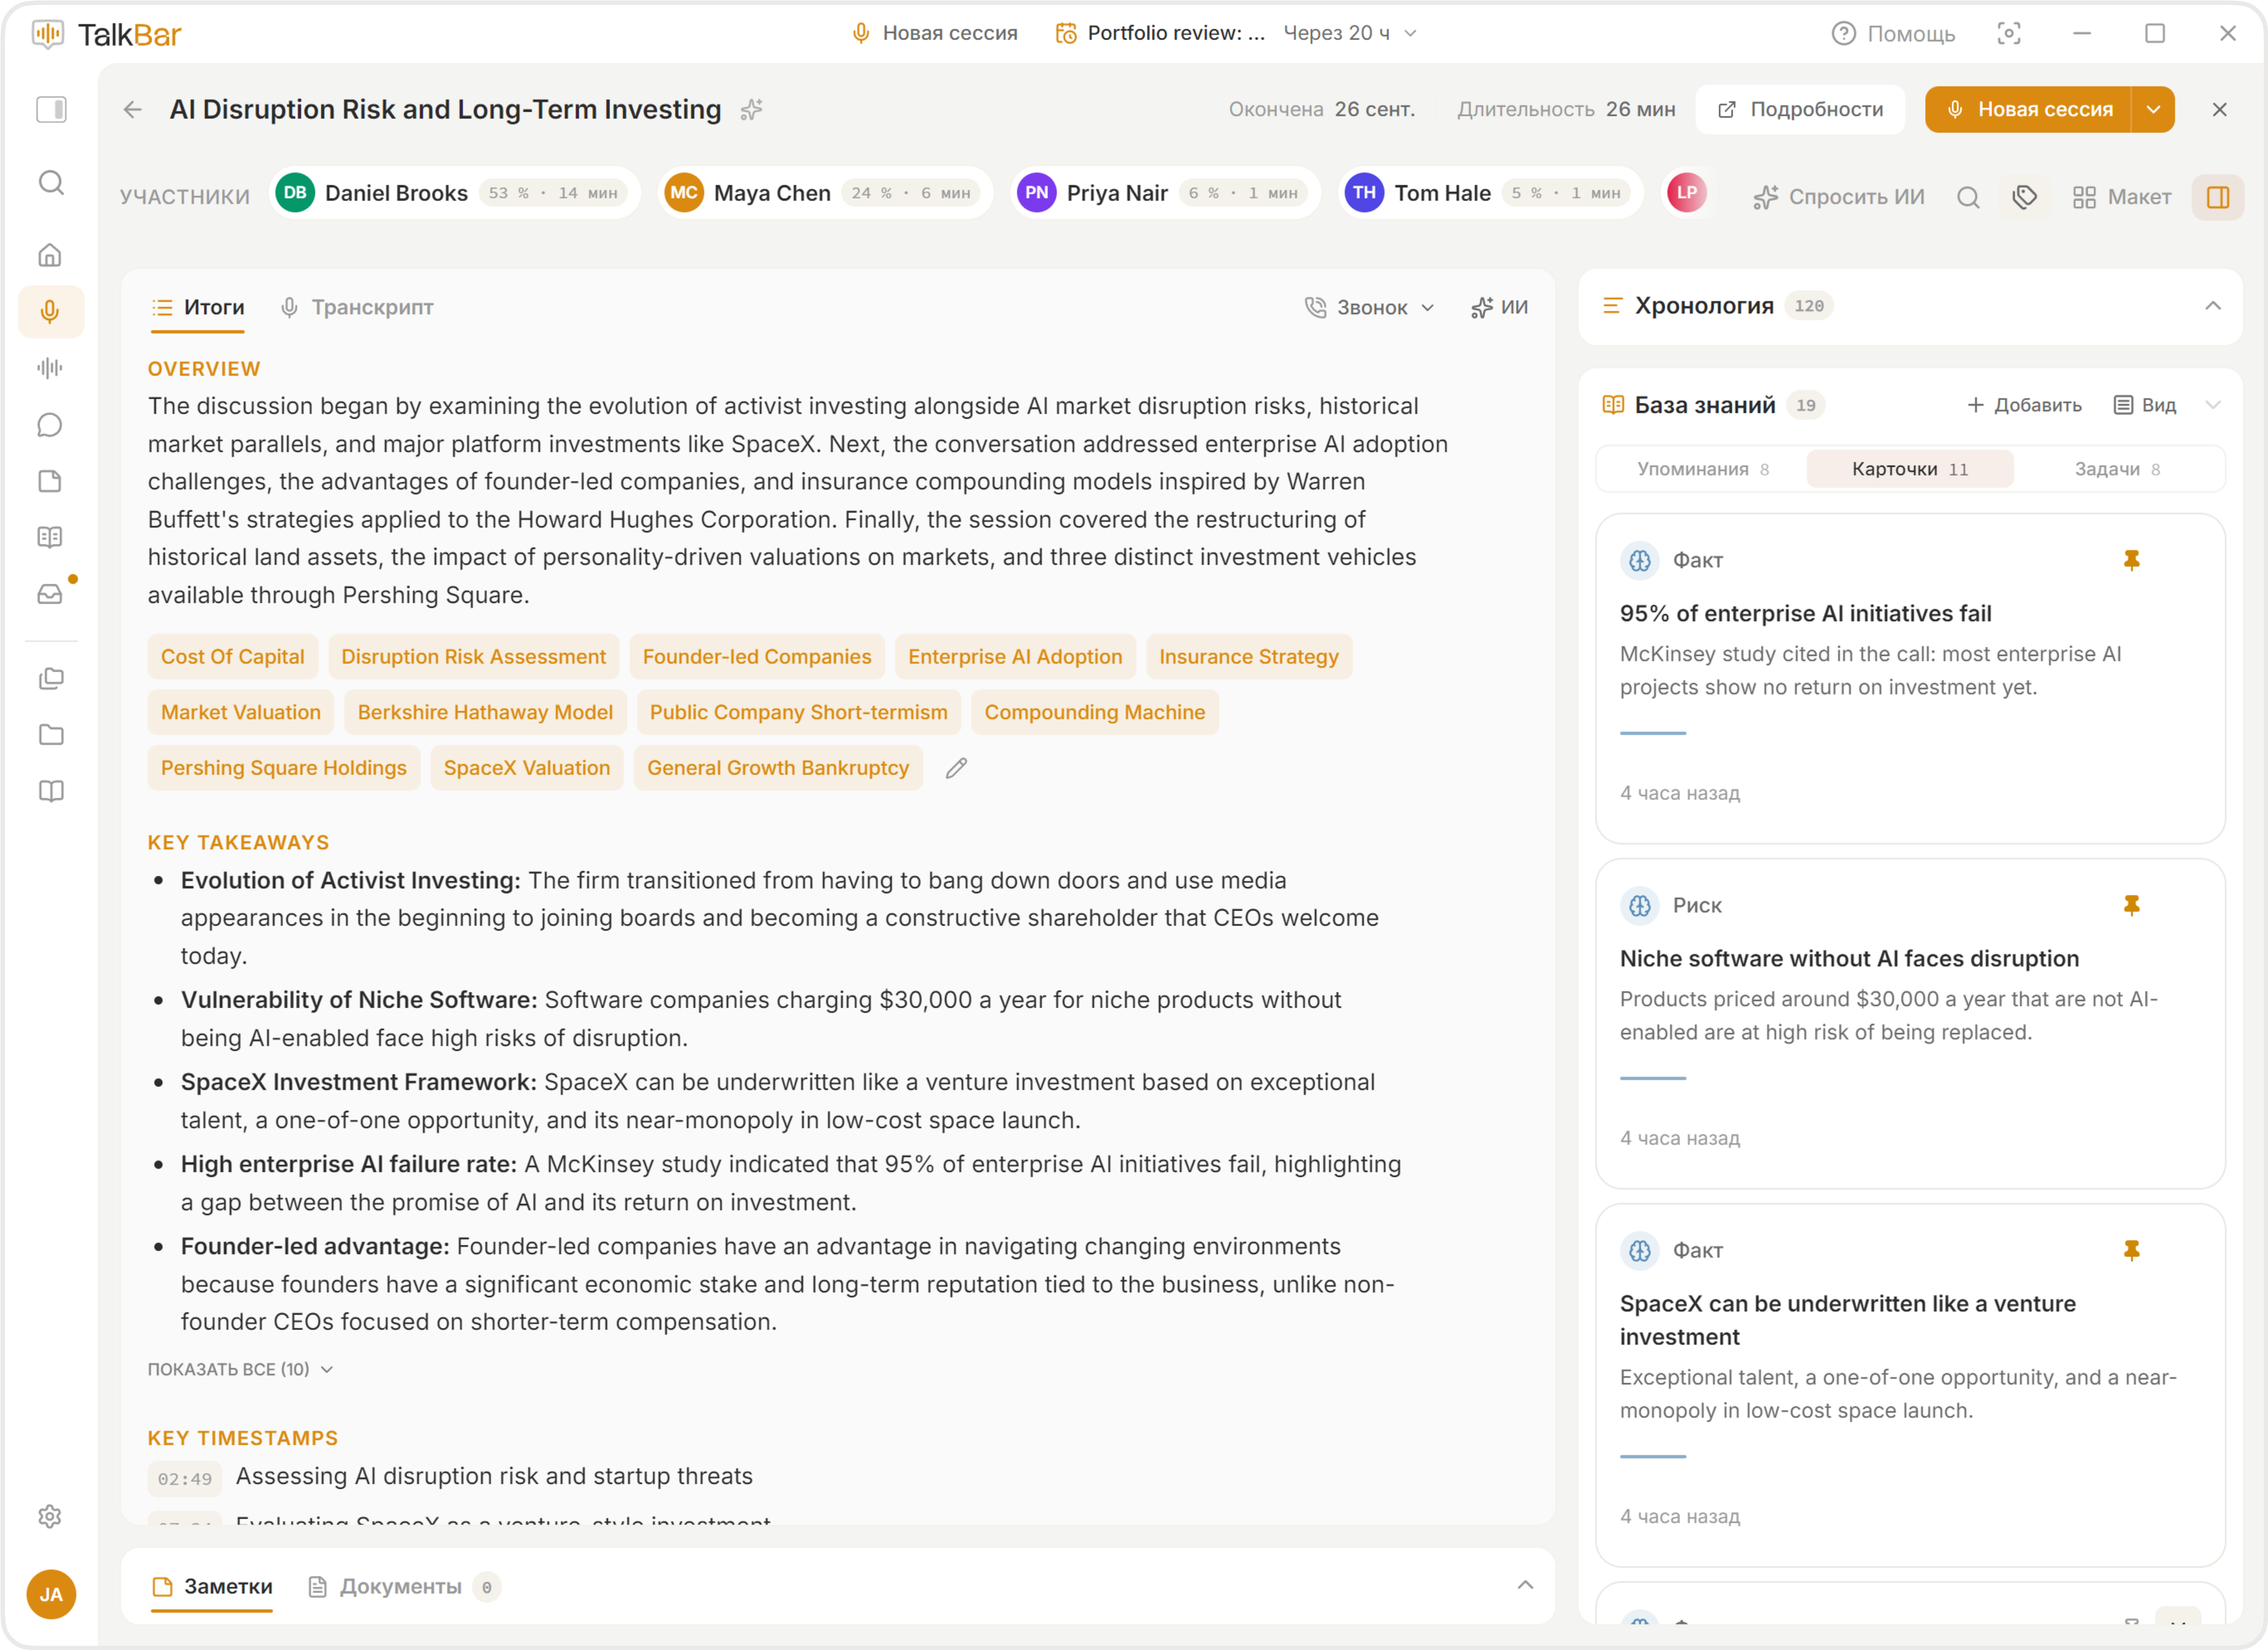 TalkBar
Новая сессия
Portfolio review: ... Через 20 ч
Помощь
AI Disruption Risk and Long-Term Investing
Окончена 26 сент.
Длительность 26 мин
Подробности
Новая сессия
УЧАСТНИКИ
DB Daniel Brooks 53 % · 14 мин
MC Maya Chen 24 % · 6 мин
PN Priya Nair 6 % · 1 мин
TH Tom Hale 5 % · 1 мин
LP
Спросить ИИ
Макет
Итоги
Транскрипт
Звонок
ИИ
OVERVIEW
The discussion began by examining the evolution of activist investing alongside AI market disruption risks, historical
market parallels, and major platform investments like SpaceX. Next, the conversation addressed enterprise AI adoption
challenges, the advantages of founder-led companies, and insurance compounding models inspired by Warren
Buffett's strategies applied to the Howard Hughes Corporation. Finally, the session covered the restructuring of
historical land assets, the impact of personality-driven valuations on markets, and three distinct investment vehicles
available through Pershing Square.
Cost Of Capital Disruption Risk Assessment Founder-led Companies Enterprise AI Adoption Insurance Strategy
Market Valuation Berkshire Hathaway Model Public Company Short-termism Compounding Machine
Pershing Square Holdings SpaceX Valuation General Growth Bankruptcy
KEY TAKEAWAYS
• Evolution of Activist Investing: The firm transitioned from having to bang down doors and use media
appearances in the beginning to joining boards and becoming a constructive shareholder that CEOs welcome
today.
• Vulnerability of Niche Software: Software companies charging $30,000 a year for niche products without
being AI-enabled face high risks of disruption.
• SpaceX Investment Framework: SpaceX can be underwritten like a venture investment based on exceptional
talent, a one-of-one opportunity, and its near-monopoly in low-cost space launch.
• High enterprise AI failure rate: A McKinsey study indicated that 95% of enterprise AI initiatives fail, highlighting
a gap between the promise of AI and its return on investment.
• Founder-led advantage: Founder-led companies have an advantage in navigating changing environments
because founders have a significant economic stake and long-term reputation tied to the business, unlike non-
founder CEOs focused on shorter-term compensation.
ПОКАЗАТЬ ВСЕ (10)
KEY TIMESTAMPS
02:49 Assessing AI disruption risk and startup threats
Evaluating SpaceX as a venture-style investment
Заметки
Документы 0
JA
Хронология 120
База знаний 19
Добавить
Вид
Упоминания 8
Карточки 11
Задачи 8
Факт
95% of enterprise AI initiatives fail
McKinsey study cited in the call: most enterprise AI
projects show no return on investment yet.
4 часа назад
Риск
Niche software without AI faces disruption
Products priced around $30,000 a year that are not AI-
enabled are at high risk of being replaced.
4 часа назад
Факт
SpaceX can be underwritten like a venture
investment
Exceptional talent, a one-of-one opportunity, and a near-
monopoly in low-cost space launch.
4 часа назад